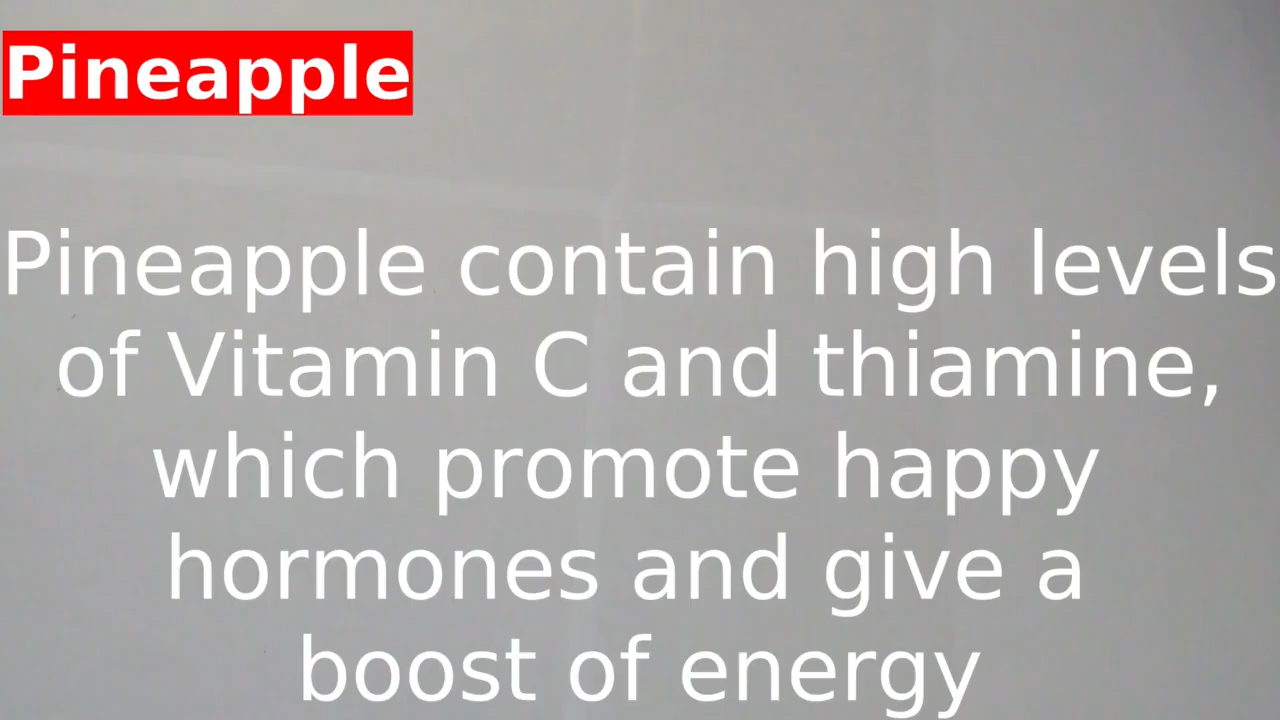 Pineapple
Pineapple contain high levels
of Vitamin C and thiamine,
which promote happy
hormones and give a
boost of energy